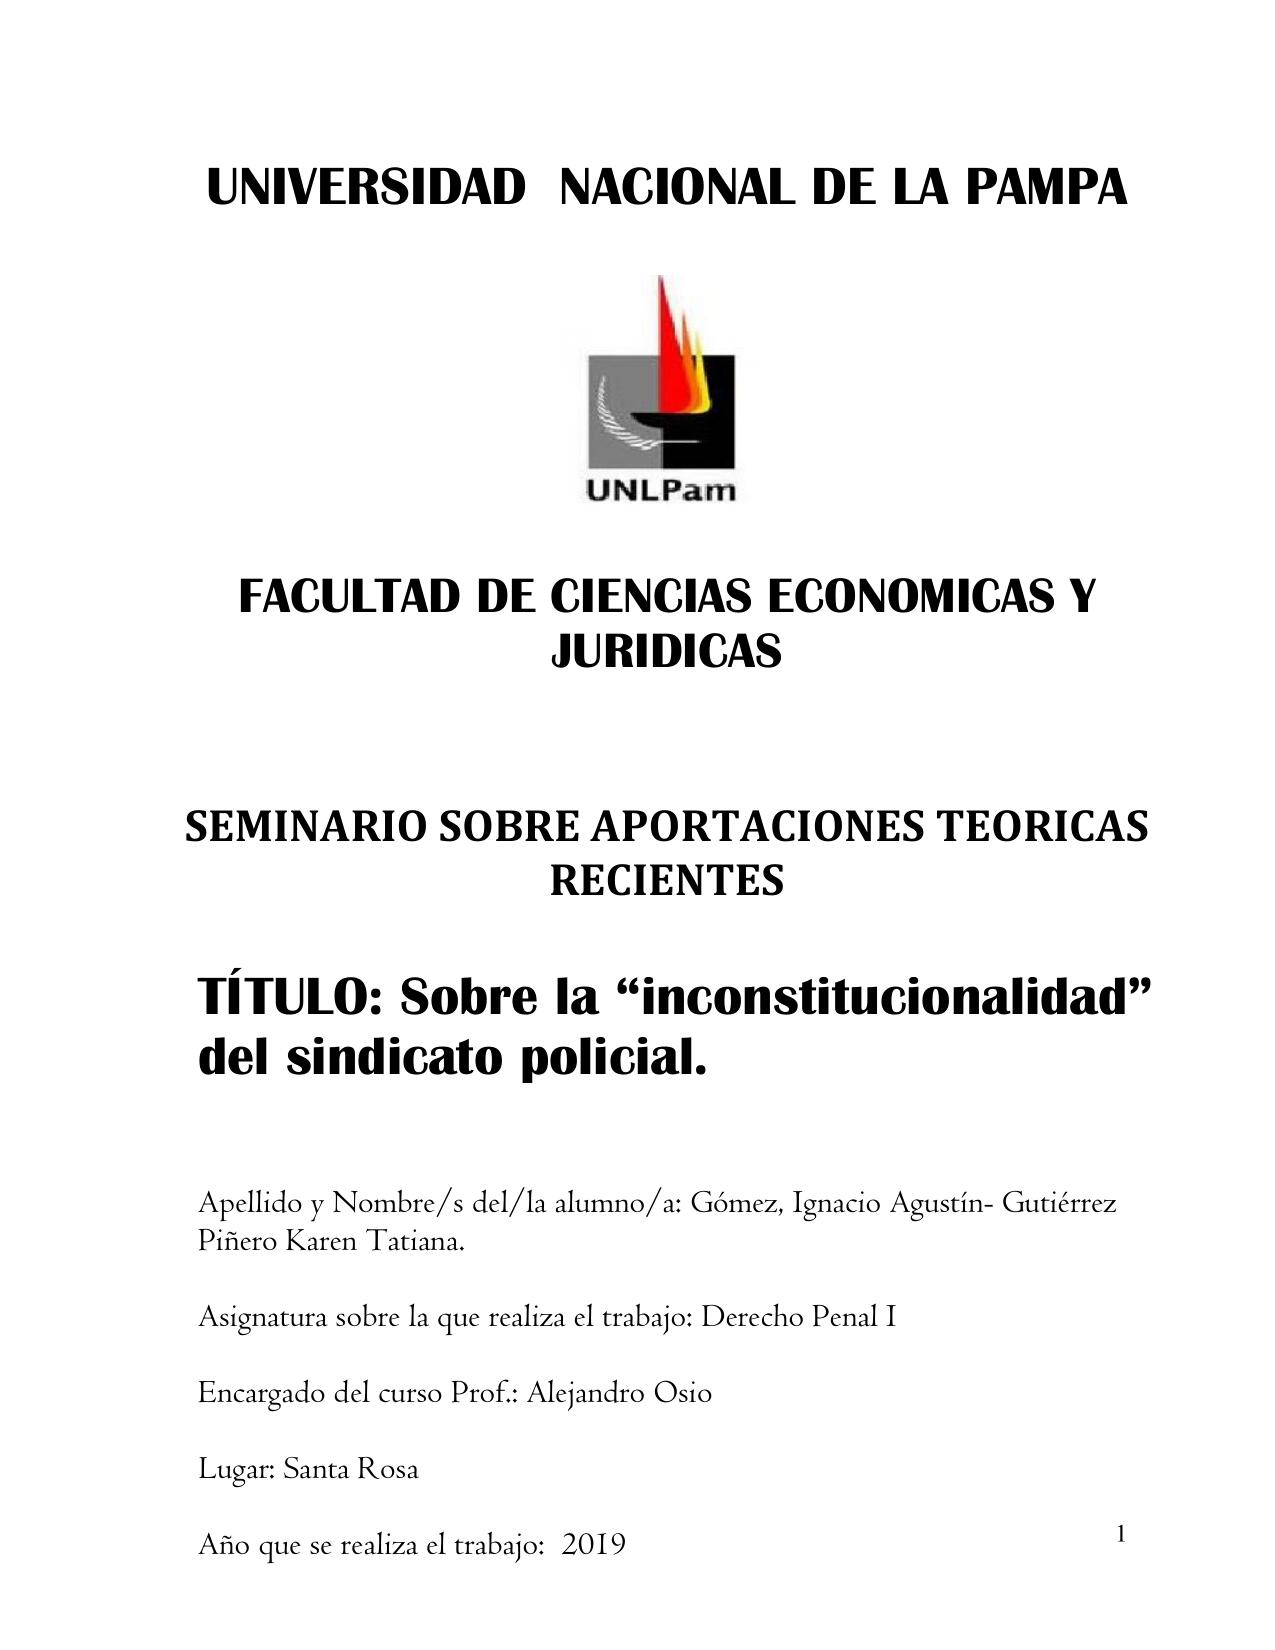 UNIVERSIDAD  NACIONAL DE LA PAMPA
UNLPam
FACULTAD DE CIENCIAS ECONOMICAS Y
JURIDICAS
SEMINARIO SOBRE APORTACIONES TEORICAS
RECIENTES
TÍTULO: Sobre la “inconstitucionalidad”
del sindicato policial.
Apellido y Nombre/s del/la alumno/a: Gómez, Ignacio Agustín- Gutiérrez
Piñero Karen Tatiana.
Asignatura sobre la que realiza el trabajo: Derecho Penal I
Encargado del curso Prof.: Alejandro Osio
Lugar: Santa Rosa
Año que se realiza el trabajo:  2019
1